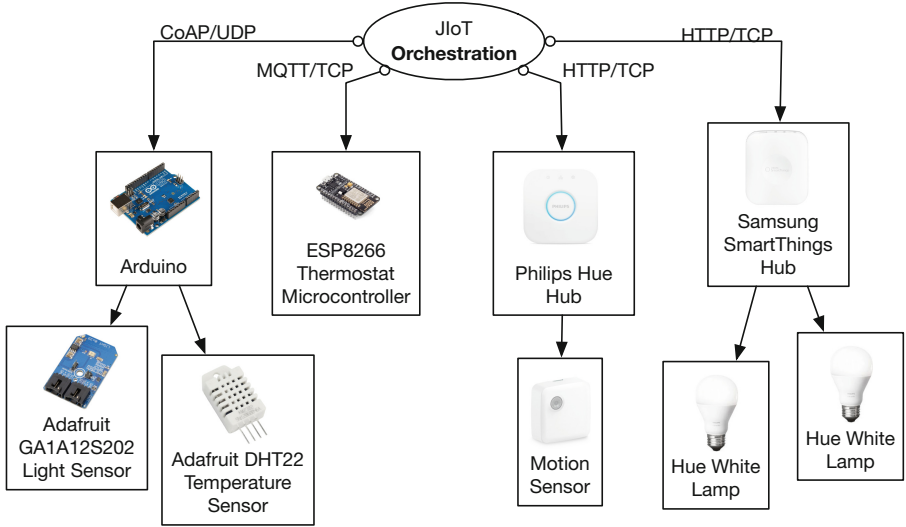 JIoT
Orchestration
CoAP/UDP
MQTT/TCP
HTTP/TCP
HTTP/TCP
Arduino
ESP8266
Thermostat
Microcontroller
PHILIPS
Philips Hue
Hub
Samsung
SmartThings
Hub
Adafruit
GA1A12S202
Light Sensor
Adafruit DHT22
Temperature
Sensor
Motion
Sensor
Hue White
Lamp
Hue White
Lamp